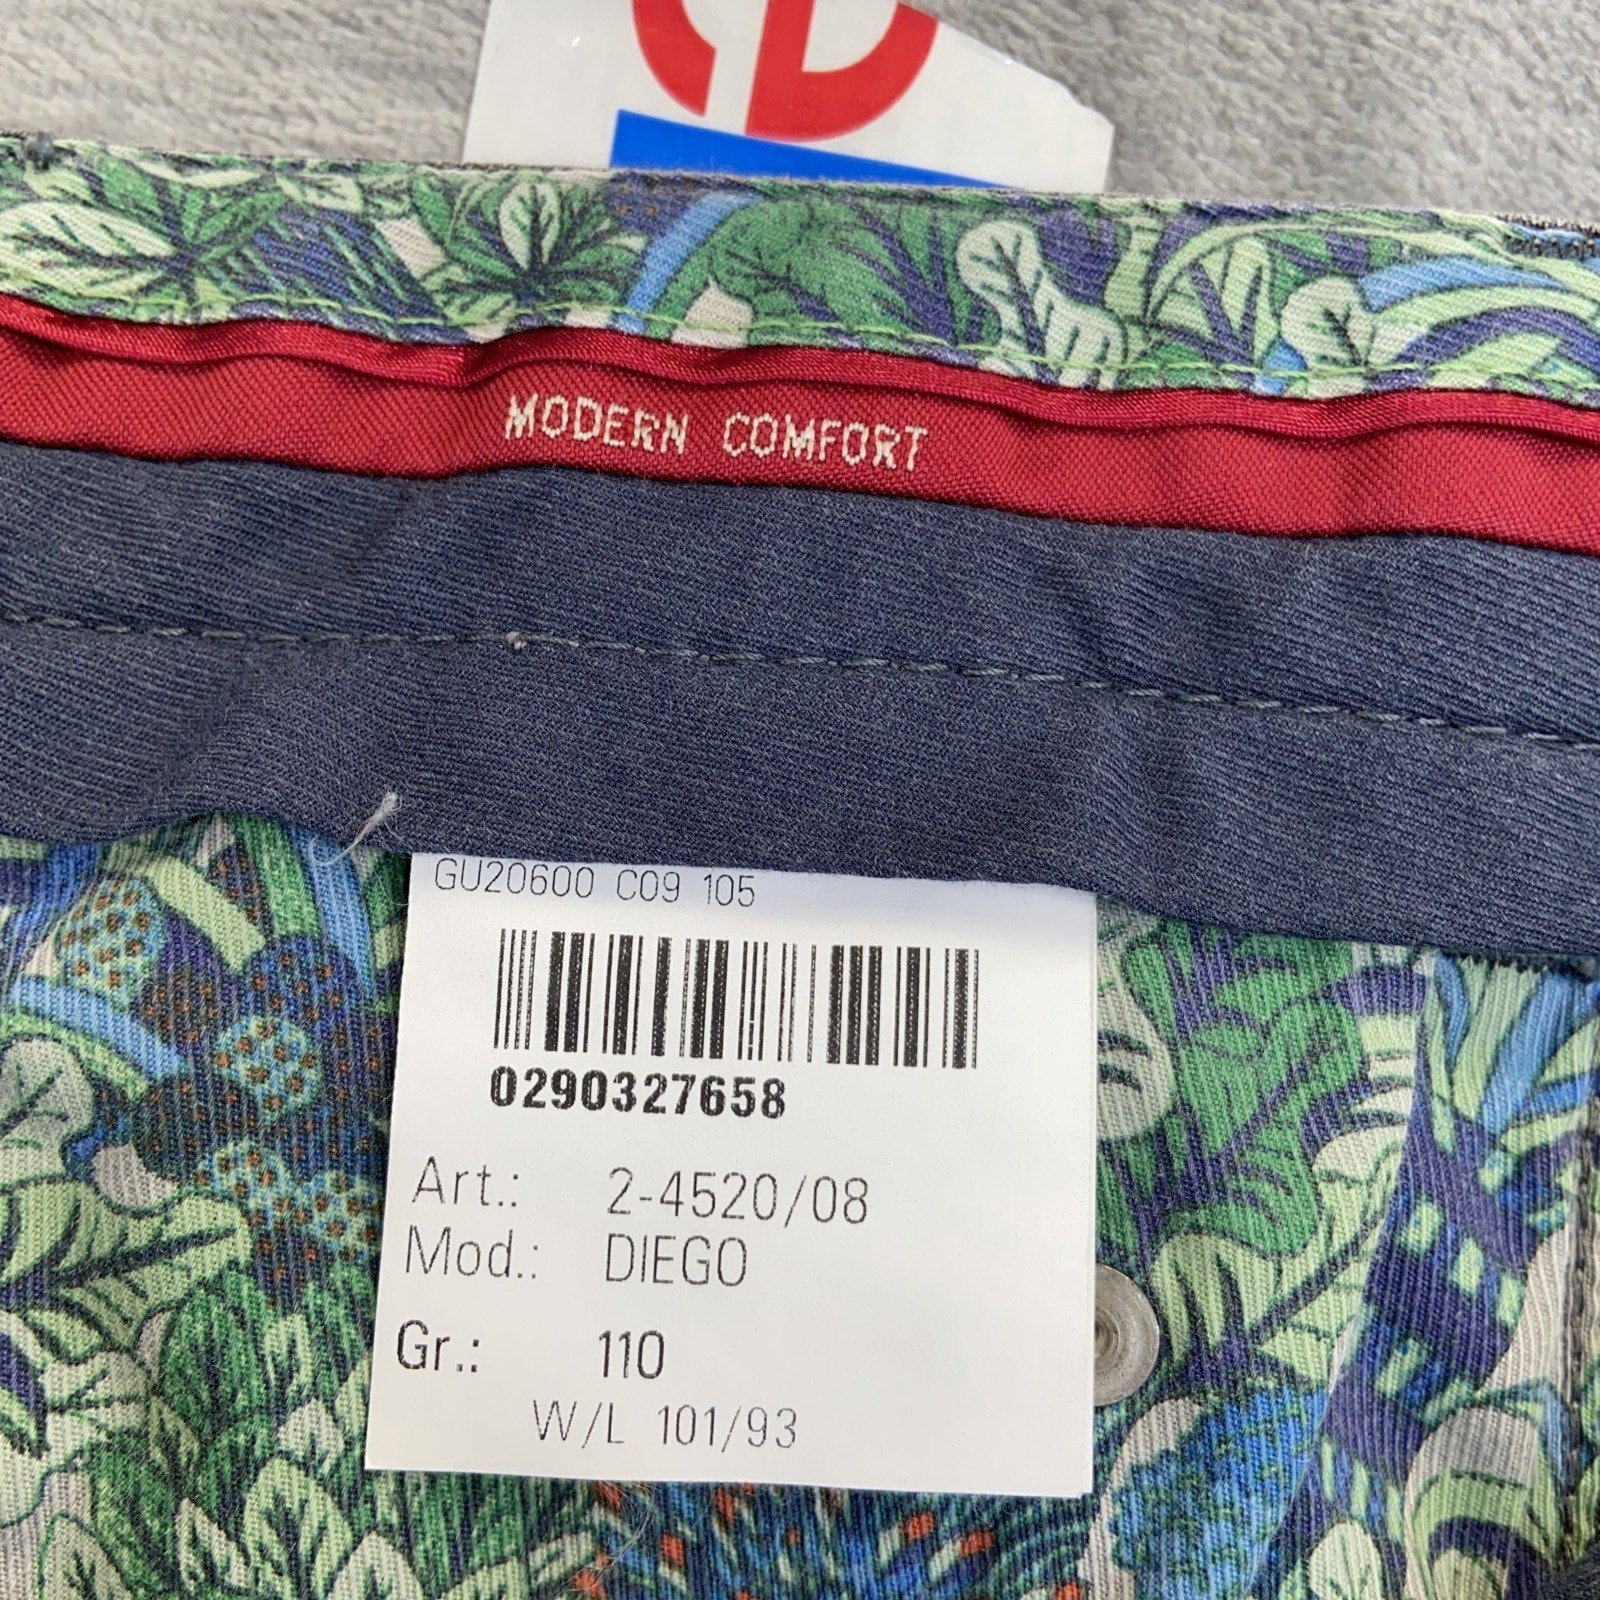 MODERN COMFORT
GU20600 C09 105
0290327658
Art.: 2-4520/08
Mod.: DIEGO
Gr.: 110
W/L 101/93